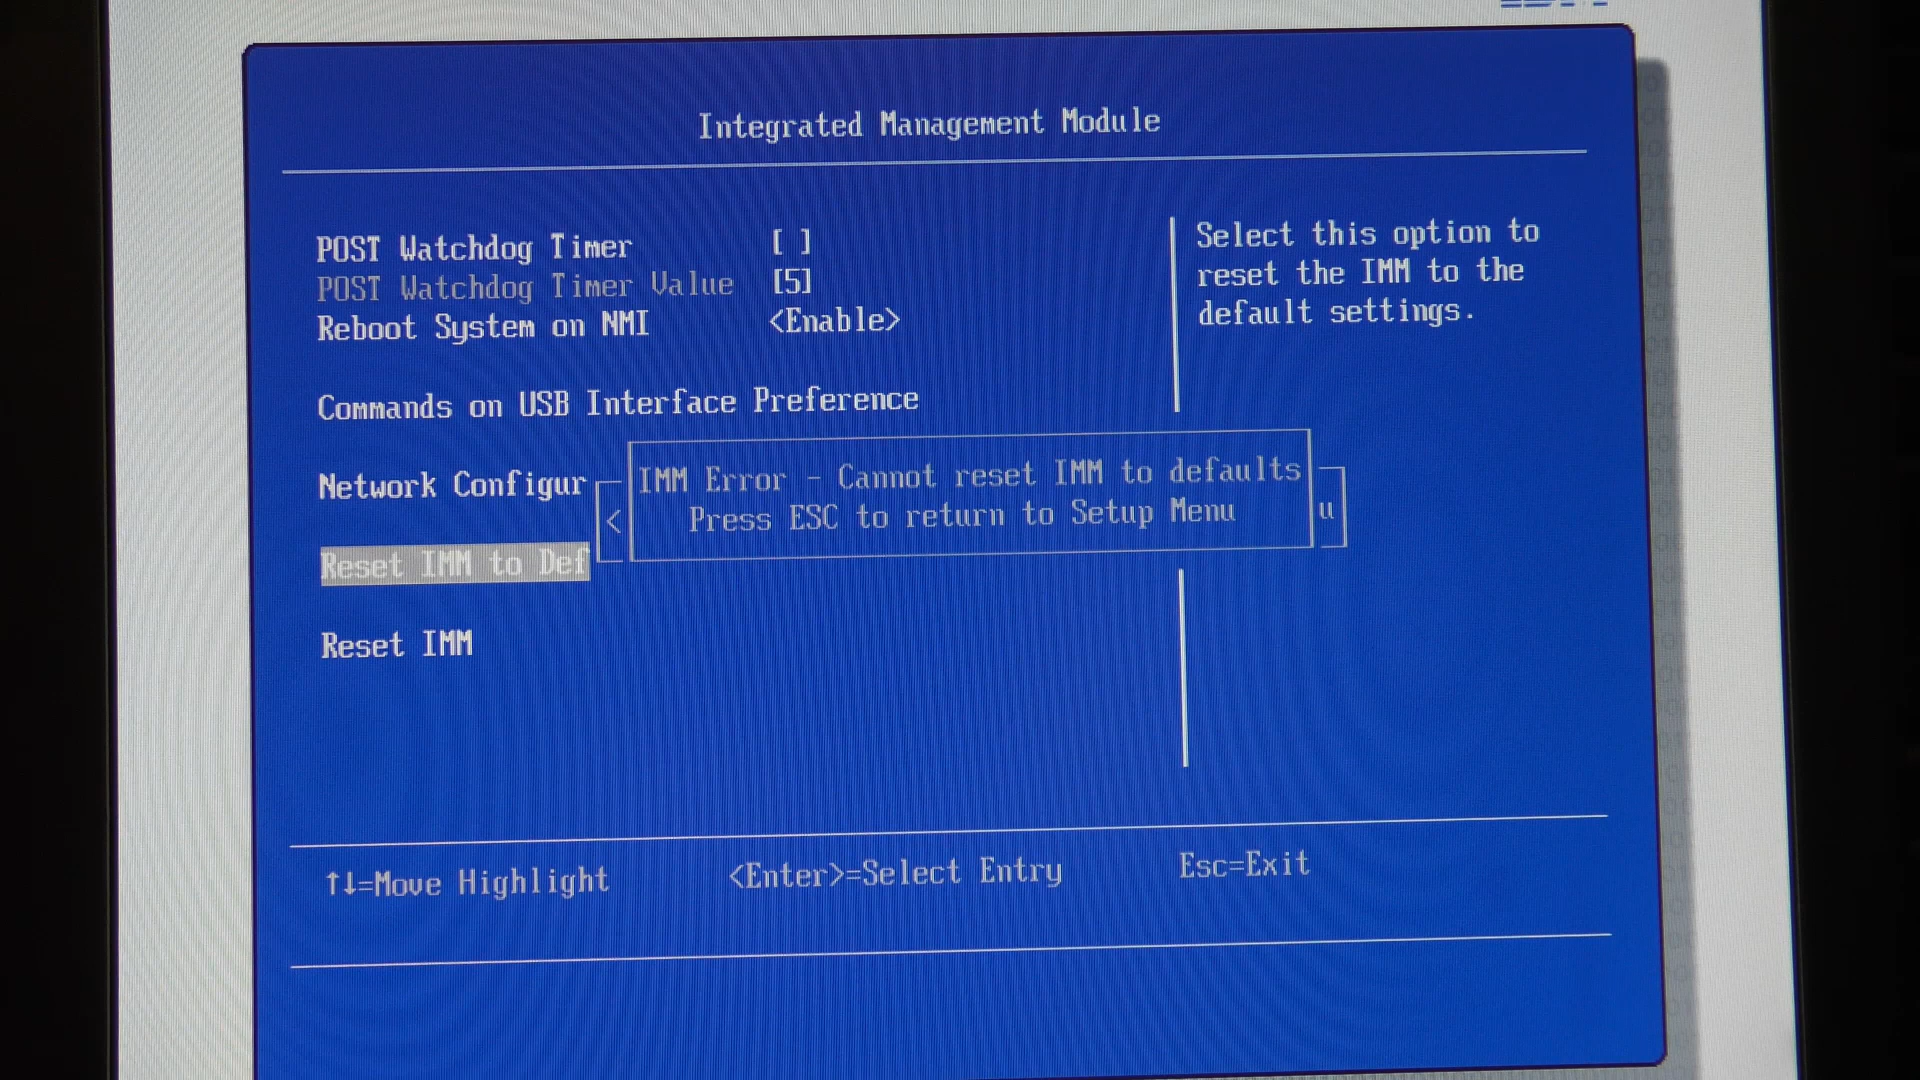 Integrated Management Module
POST Watchdog Timer [ ]
POST Watchdog Timer Value [5]
Reboot System on NMI <Enable>
Commands on USB Interface Preference
Network Configur
Reset IMM to Def
Reset IMM
Select this option to
reset the IMM to the
default settings.
IMM Error - Cannot reset IMM to defaults
Press ESC to return to Setup Menu
<
u
↑↓=Move Highlight <Enter>=Select Entry Esc=Exit